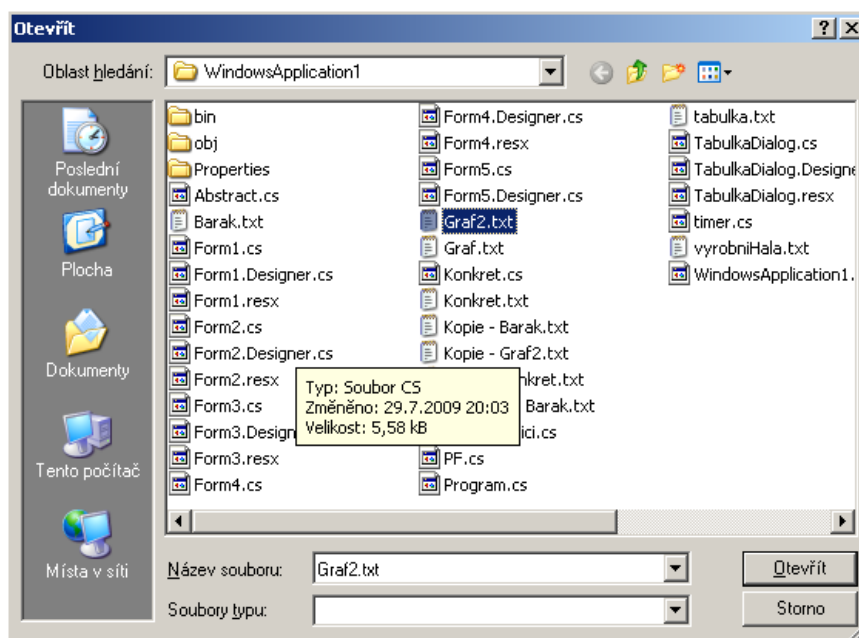 Otevřít
Oblast hledání: WindowsApplication1
Poslední
dokumenty
Plocha
Dokumenty
Tento počítač
Místa v síti
bin
obj
Properties
Abstract.cs
Barak.txt
Form1.cs
Form1.Designer.cs
Form1.resx
Form2.cs
Form2.Designer.cs
Form2.resx
Form3.cs
Form3.Design
Form3.resx
Form4.cs
Form4.Designer.cs
Form4.resx
Form5.cs
Form5.Designer.cs
Graf2.txt
Graf.txt
Konkret.cs
Konkret.txt
Kopie - Barak.txt
Kopie - Graf2.txt
nkret.txt
Barak.txt
ici.cs
PF.cs
Program.cs
tabulka.txt
TabulkaDialog.cs
TabulkaDialog.Designe
TabulkaDialog.resx
timer.cs
vyrobniHala.txt
WindowsApplication1.
Typ: Soubor CS
Změněno: 29.7.2009 20:03
Velikost: 5,58 kB
Název souboru: Graf2.txt
Otevřít
Soubory typu:
Storno